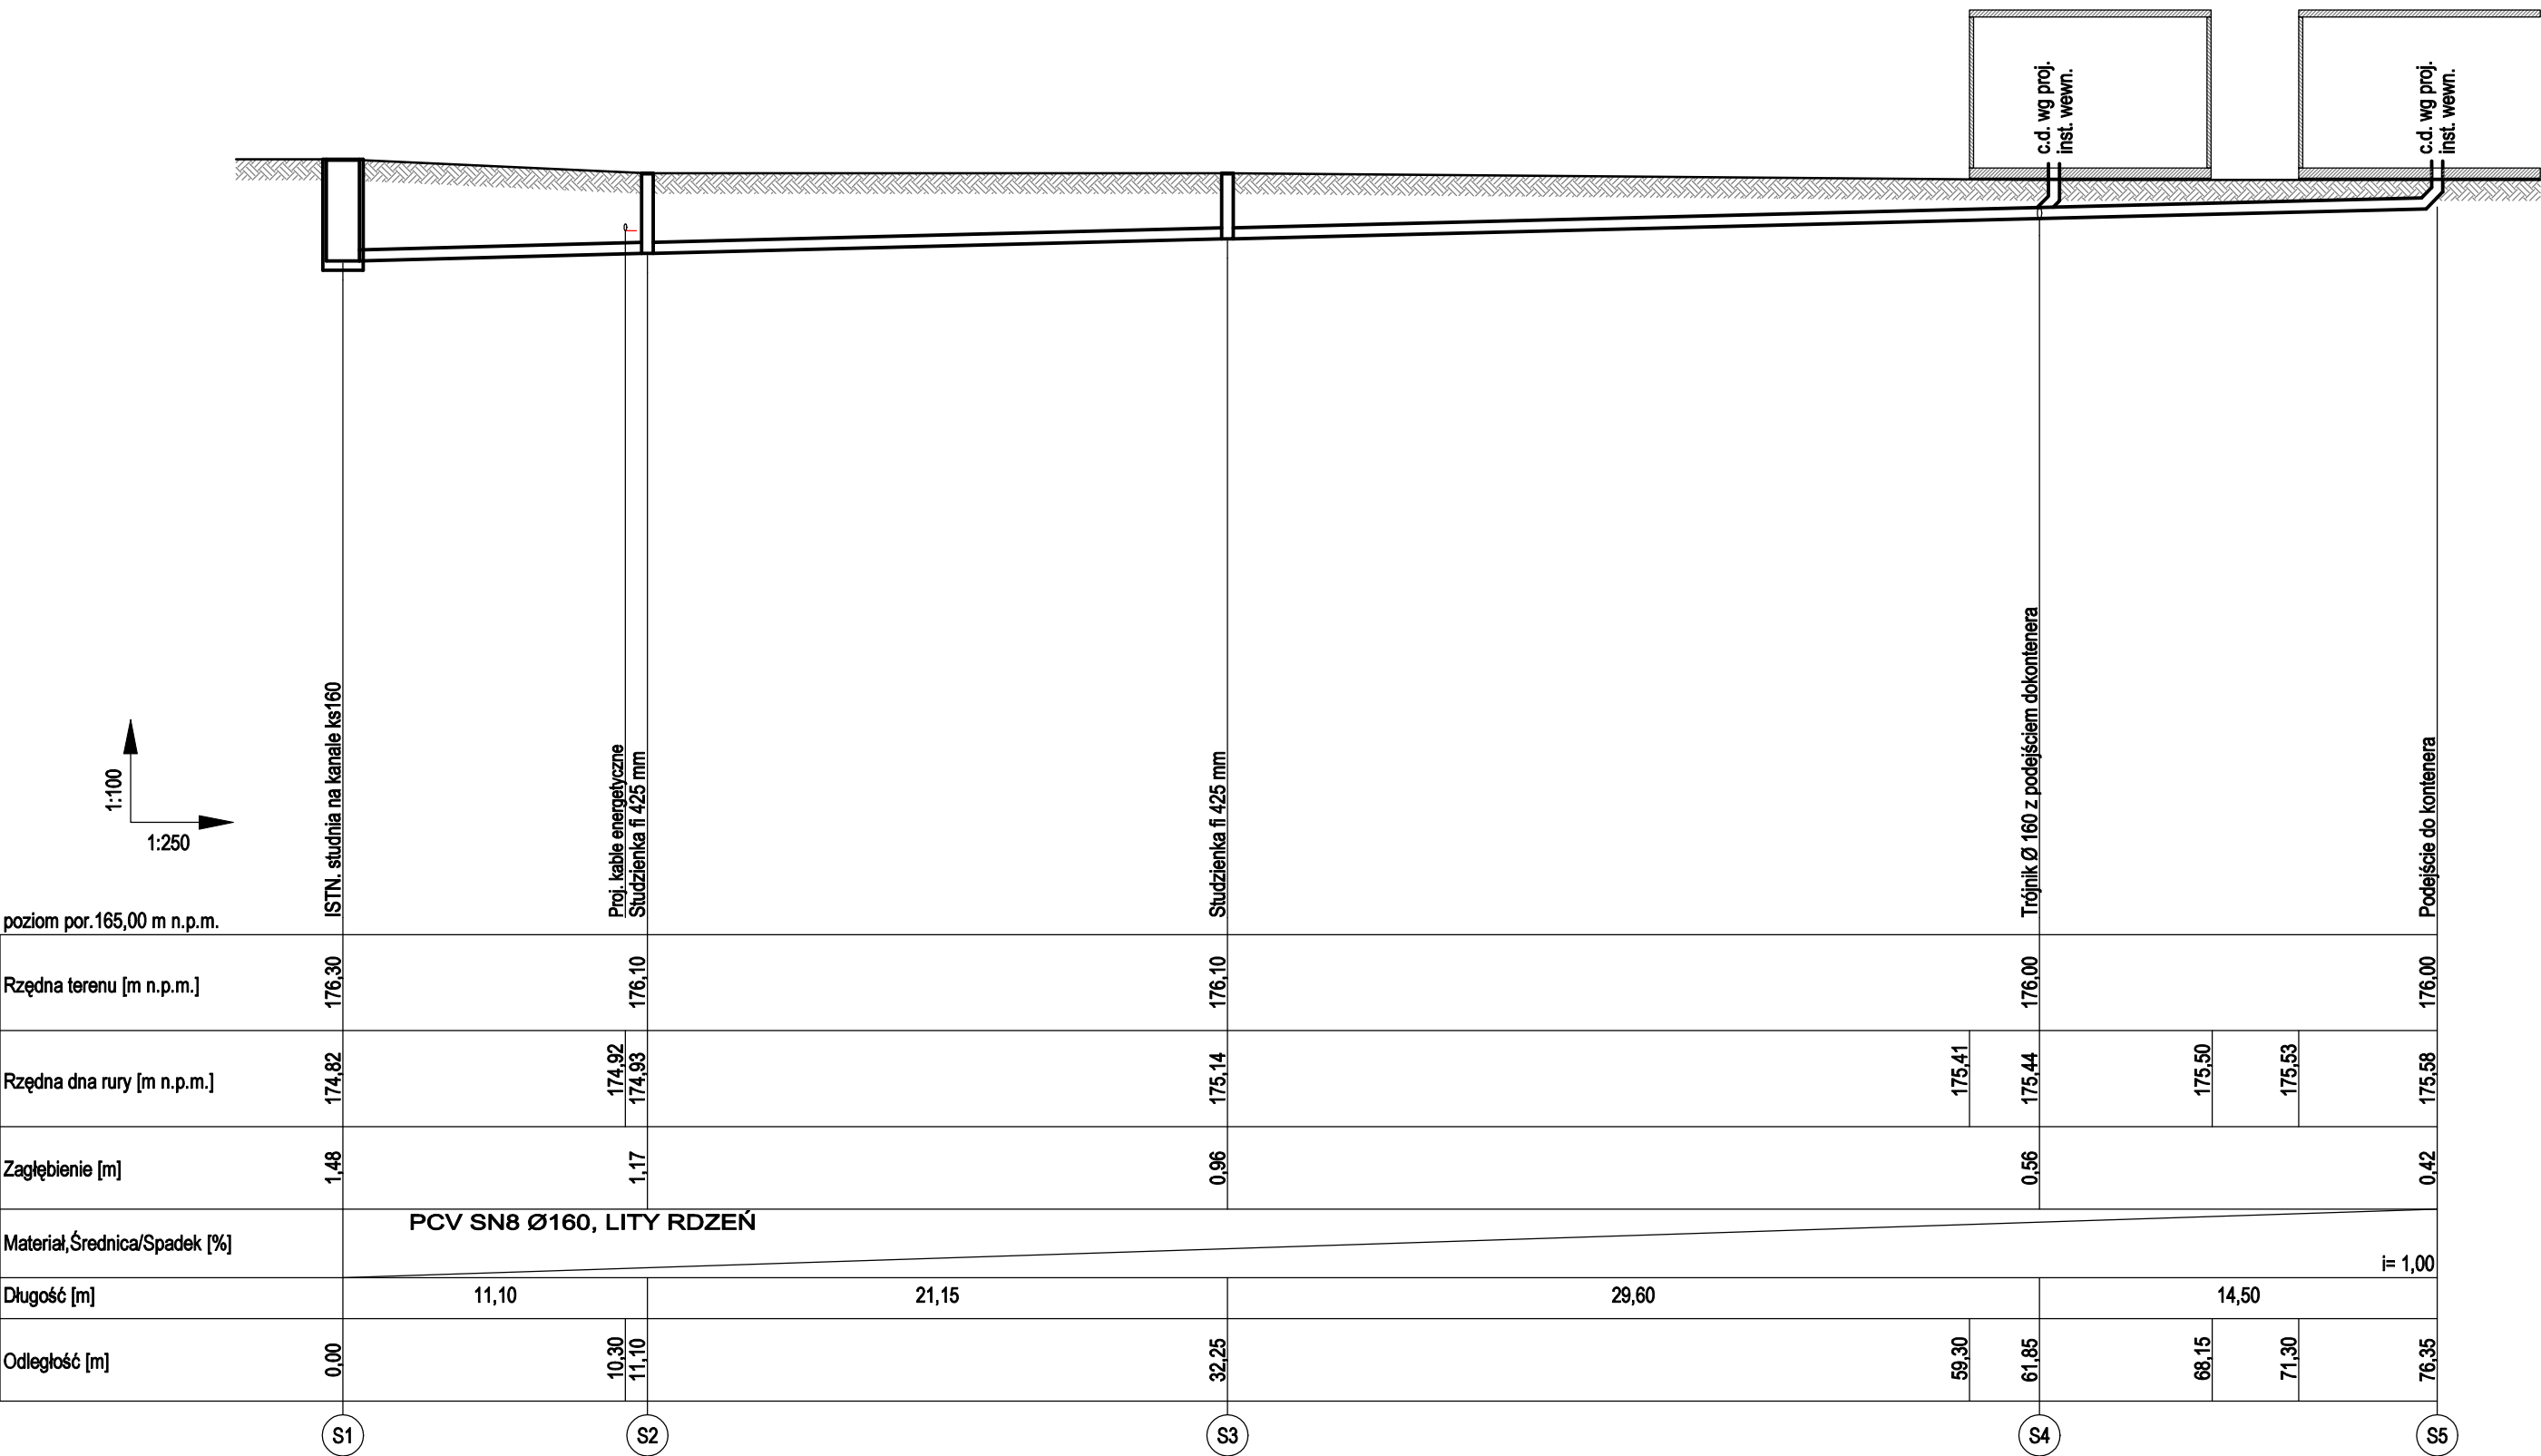 c.d. wg proj.
inst. wewn.
c.d. wg proj.
inst. wewn.
1:100
1:250
ISTN. studnia na kanale ks160
Proj. kable energetyczne
Studzienka fi 425 mm
Studzienka fi 425 mm
Trójnik Ø 160 z podejściem dokontenera
Podejście do kontenera
poziom por.165,00 m n.p.m.
Rzędna terenu [m n.p.m.] 176,30 176,10 176,10 176,00 176,00
Rzędna dna rury [m n.p.m.] 174,82 174,92 174,93 175,14 175,41 175,44 175,50 175,53 175,58
Zagłębienie [m] 1,48 1,17 0,96 0,56 0,42
PCV SN8 Ø160, LITY RDZEŃ
Materiał,Średnica/Spadek [%]
i= 1,00
Długość [m] 11,10 21,15 29,60 14,50
Odległość [m] 0,00 10,30 11,10 32,25 59,30 61,85 68,15 71,30 76,35
S1 S2 S3 S4 S5